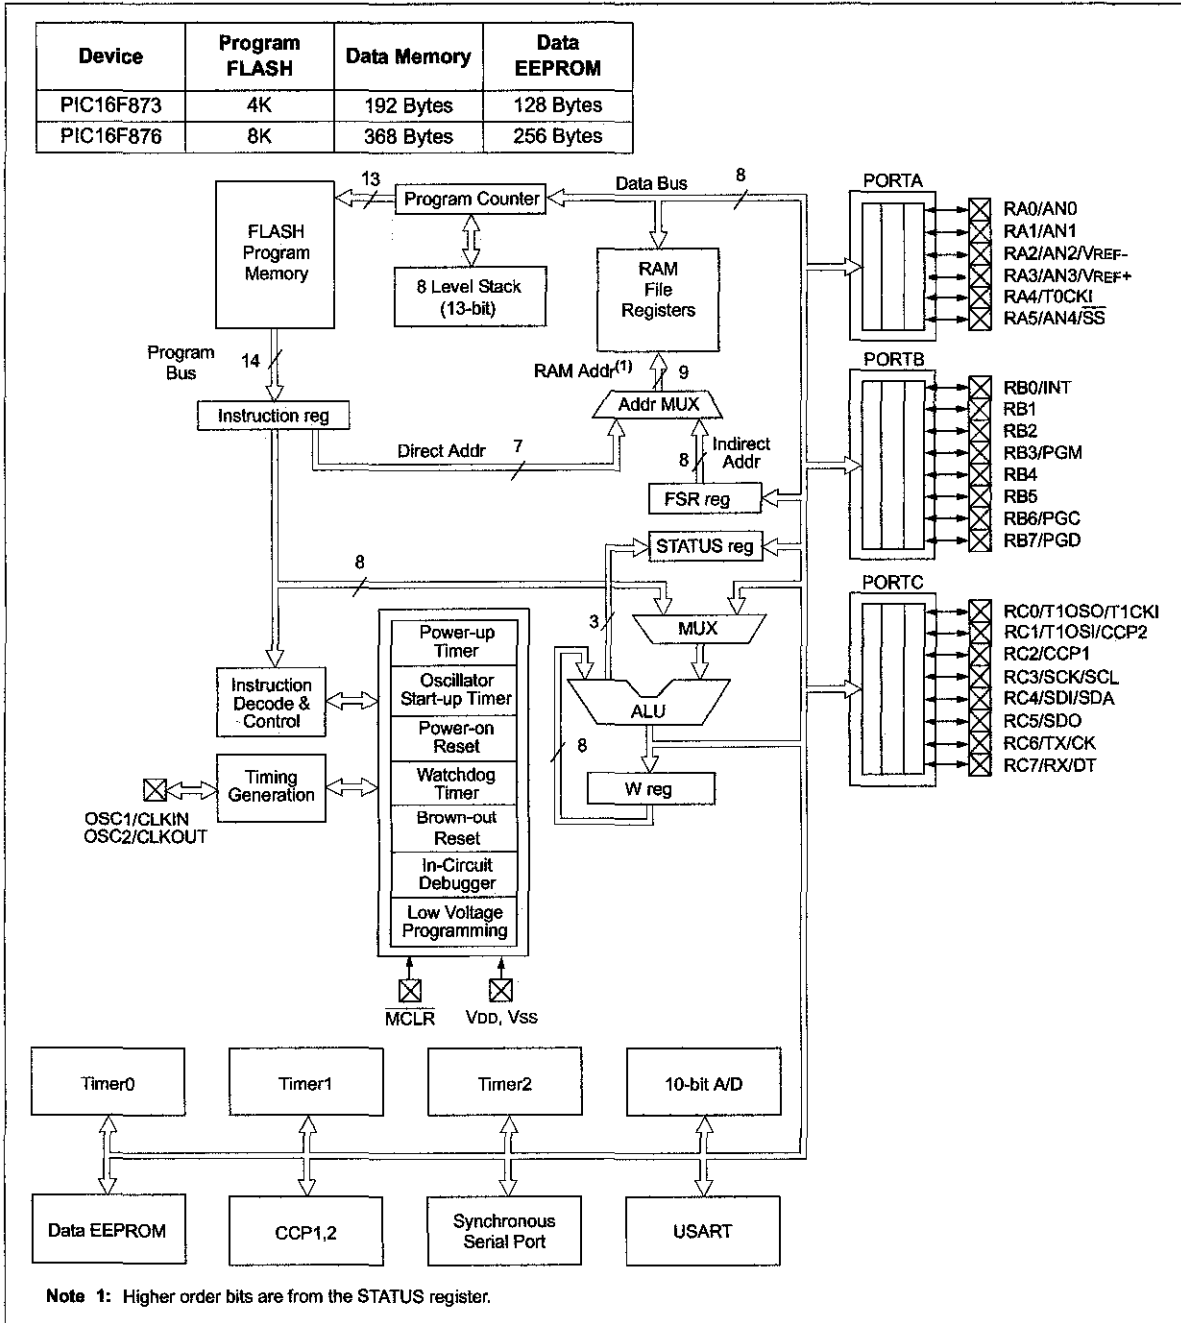 Device Program FLASH Data Memory Data EEPROM
PIC16F873 4K 192 Bytes 128 Bytes
PIC16F876 8K 368 Bytes 256 Bytes
FLASH
Program
Memory
13
Program Counter
Data Bus
8
8 Level Stack
(13-bit)
RAM
File
Registers
Program
Bus
14
RAM Addr(1)
9
Instruction reg
Addr MUX
Direct Addr
7
8
Indirect
Addr
FSR reg
STATUS reg
8
3
MUX
ALU
8
W reg
Power-up
Timer
Oscillator
Start-up Timer
Power-on
Reset
Watchdog
Timer
Brown-out
Reset
In-Circuit
Debugger
Low Voltage
Programming
Instruction
Decode &
Control
Timing
Generation
OSC1/CLKIN
OSC2/CLKOUT
MCLR
VDD, VSS
PORTA
RA0/AN0
RA1/AN1
RA2/AN2/VREF-
RA3/AN3/VREF+
RA4/T0CKI
RA5/AN4/SS
PORTB
RB0/INT
RB1
RB2
RB3/PGM
RB4
RB5
RB6/PGC
RB7/PGD
PORTC
RC0/T1OSO/T1CKI
RC1/T1OSI/CCP2
RC2/CCP1
RC3/SCK/SCL
RC4/SDI/SDA
RC5/SDO
RC6/TX/CK
RC7/RX/DT
Timer0
Timer1
Timer2
10-bit A/D
Data EEPROM
CCP1,2
Synchronous
Serial Port
USART
Note 1: Higher order bits are from the STATUS register.